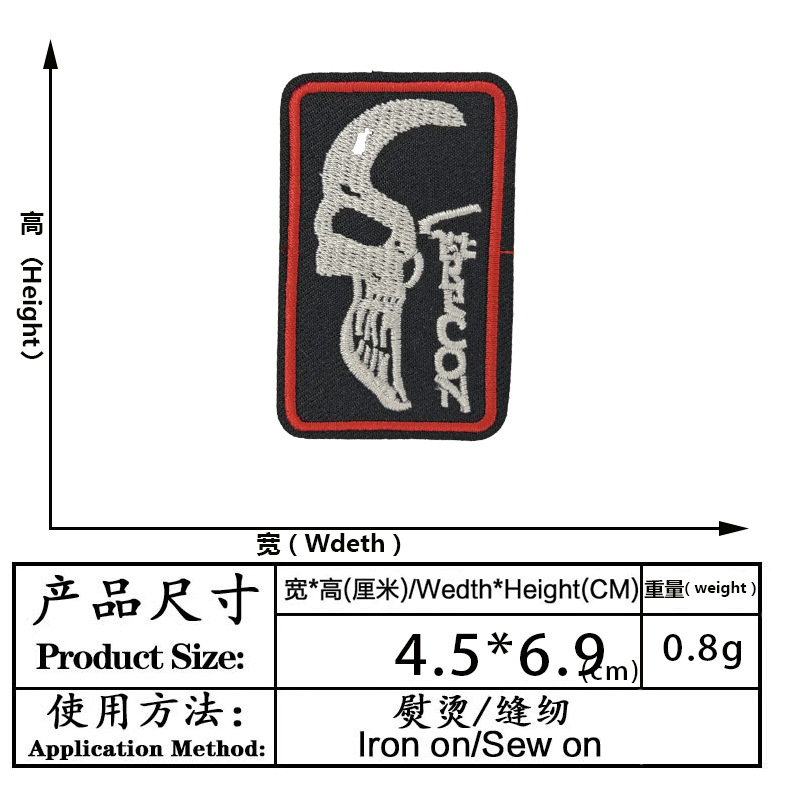 高
(Height)
宽 ( Wdeth )
产品尺寸
Product Size:
宽*高(厘米)/Wedth*Height(CM)
重量( weight )
4.5*6.9(cm)
0.8g
使用方法:
Application Method:
熨烫/缝纫
Iron on/Sew on